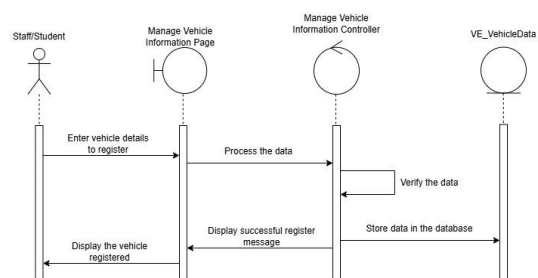 Staff/Student
Manage Vehicle
Information Page
Manage Vehicle
Information Controller
VE_VehicleData
Enter vehicle details
to register
Process the data
Verify the data
Store data in the database
Display successful register
message
Display the vehicle
registered